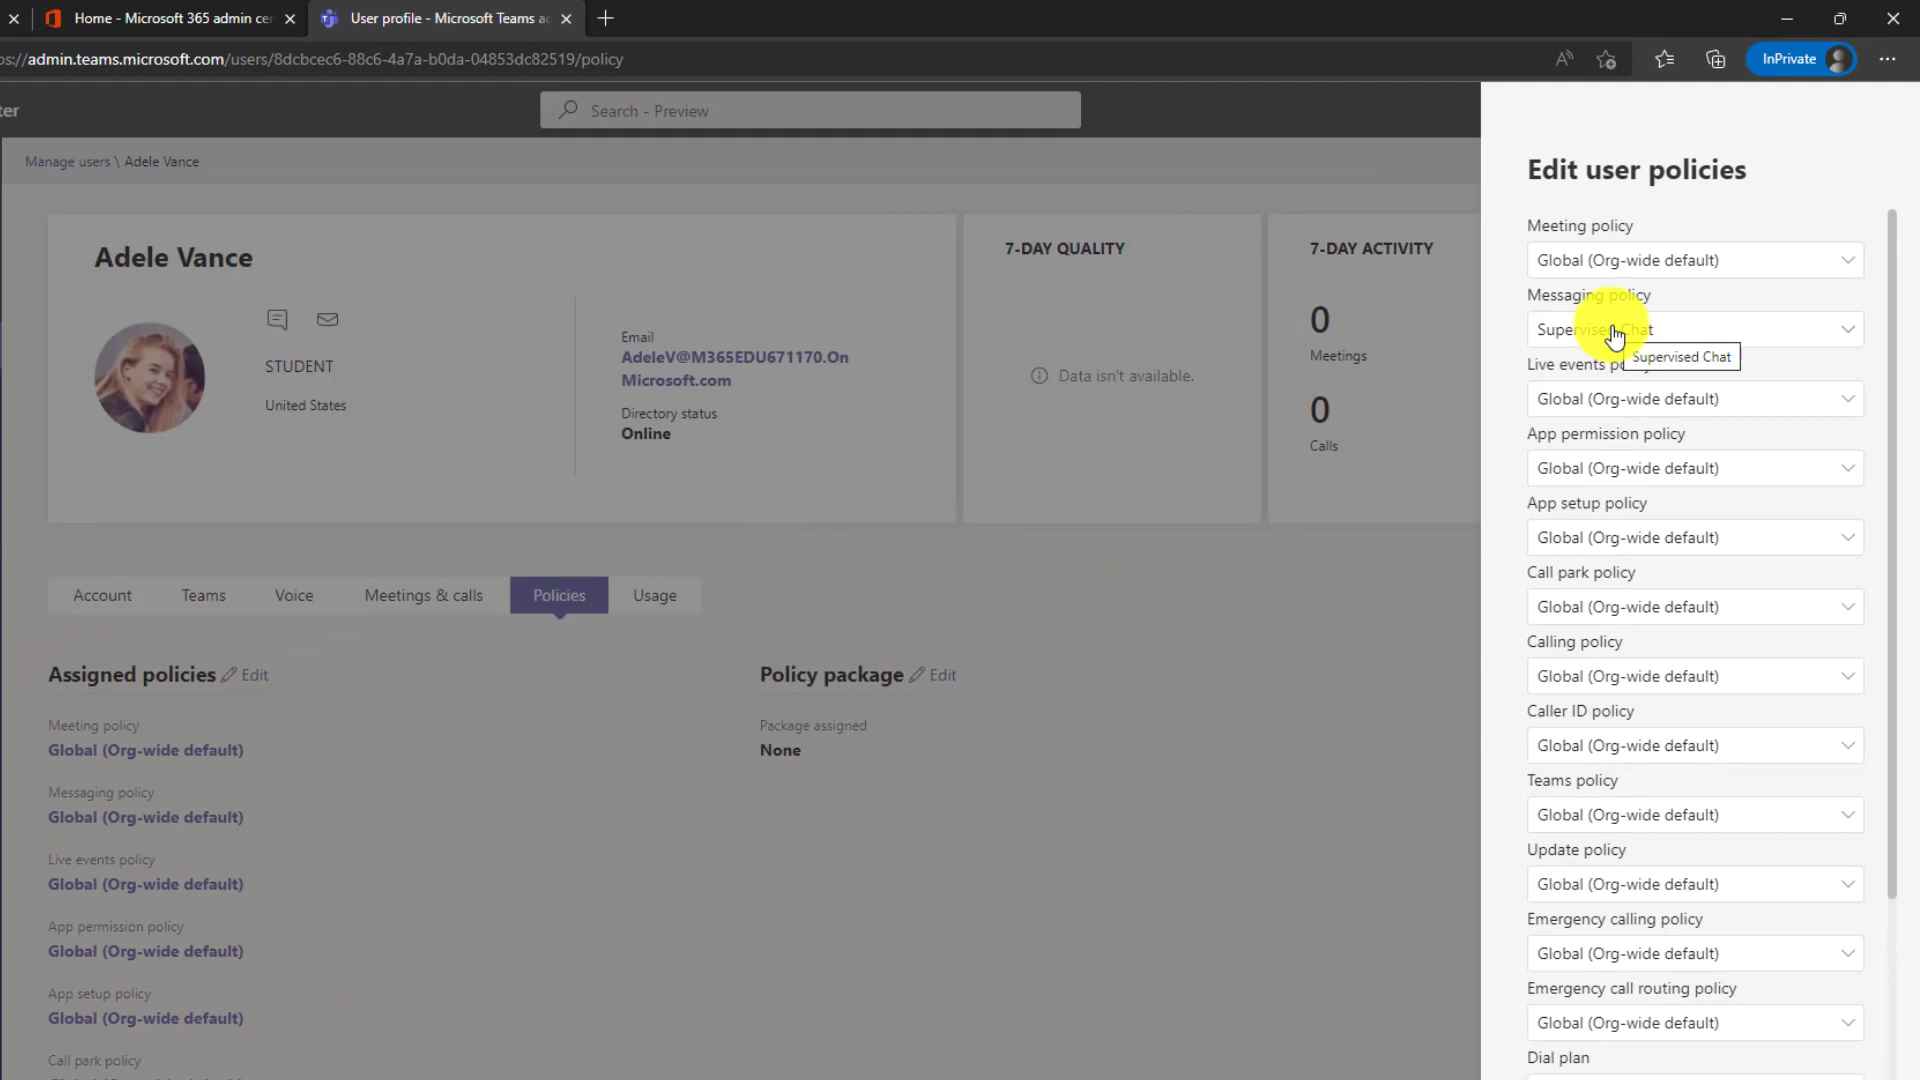 Home - Microsoft 365 admin cer
User profile - Microsoft Teams ac
ps://admin.teams.microsoft.com/users/8dcbcec6-88c6-4a7a-b0da-04853dc82519/policy
InPrivate
ter
Search - Preview
Manage users \ Adele Vance
Adele Vance
STUDENT
United States
Email
AdeleV@M365EDU671170.On
Microsoft.com
Directory status
Online
7-DAY QUALITY
Data isn't available.
7-DAY ACTIVITY
0
Meetings
0
Calls
Account
Teams
Voice
Meetings & calls
Policies
Usage
Assigned policies Edit
Meeting policy
Global (Org-wide default)
Messaging policy
Global (Org-wide default)
Live events policy
Global (Org-wide default)
App permission policy
Global (Org-wide default)
App setup policy
Global (Org-wide default)
Call park policy
Policy package Edit
Package assigned
None
Edit user policies
Meeting policy
Global (Org-wide default)
Messaging policy
Supervised Chat
Supervised Chat
Live events po
Global (Org-wide default)
App permission policy
Global (Org-wide default)
App setup policy
Global (Org-wide default)
Call park policy
Global (Org-wide default)
Calling policy
Global (Org-wide default)
Caller ID policy
Global (Org-wide default)
Teams policy
Global (Org-wide default)
Update policy
Global (Org-wide default)
Emergency calling policy
Global (Org-wide default)
Emergency call routing policy
Global (Org-wide default)
Dial plan